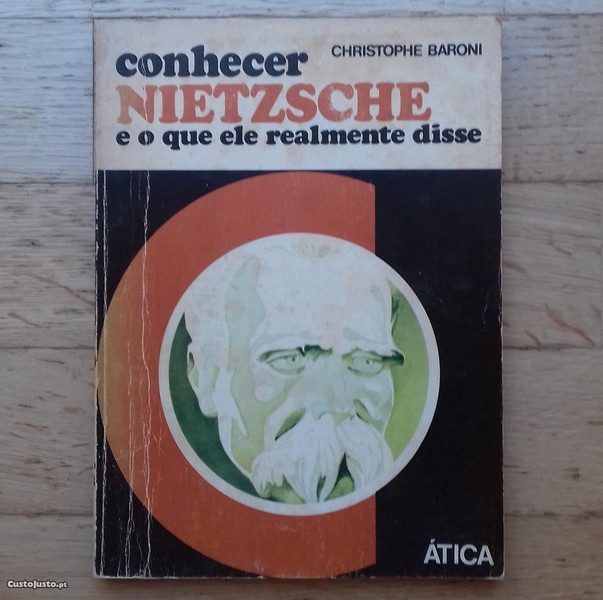 CHRISTOPHE BARONI
conhecer
NIETZSCHE
e o que ele realmente disse
ÁTICA
CustoJusto.pt